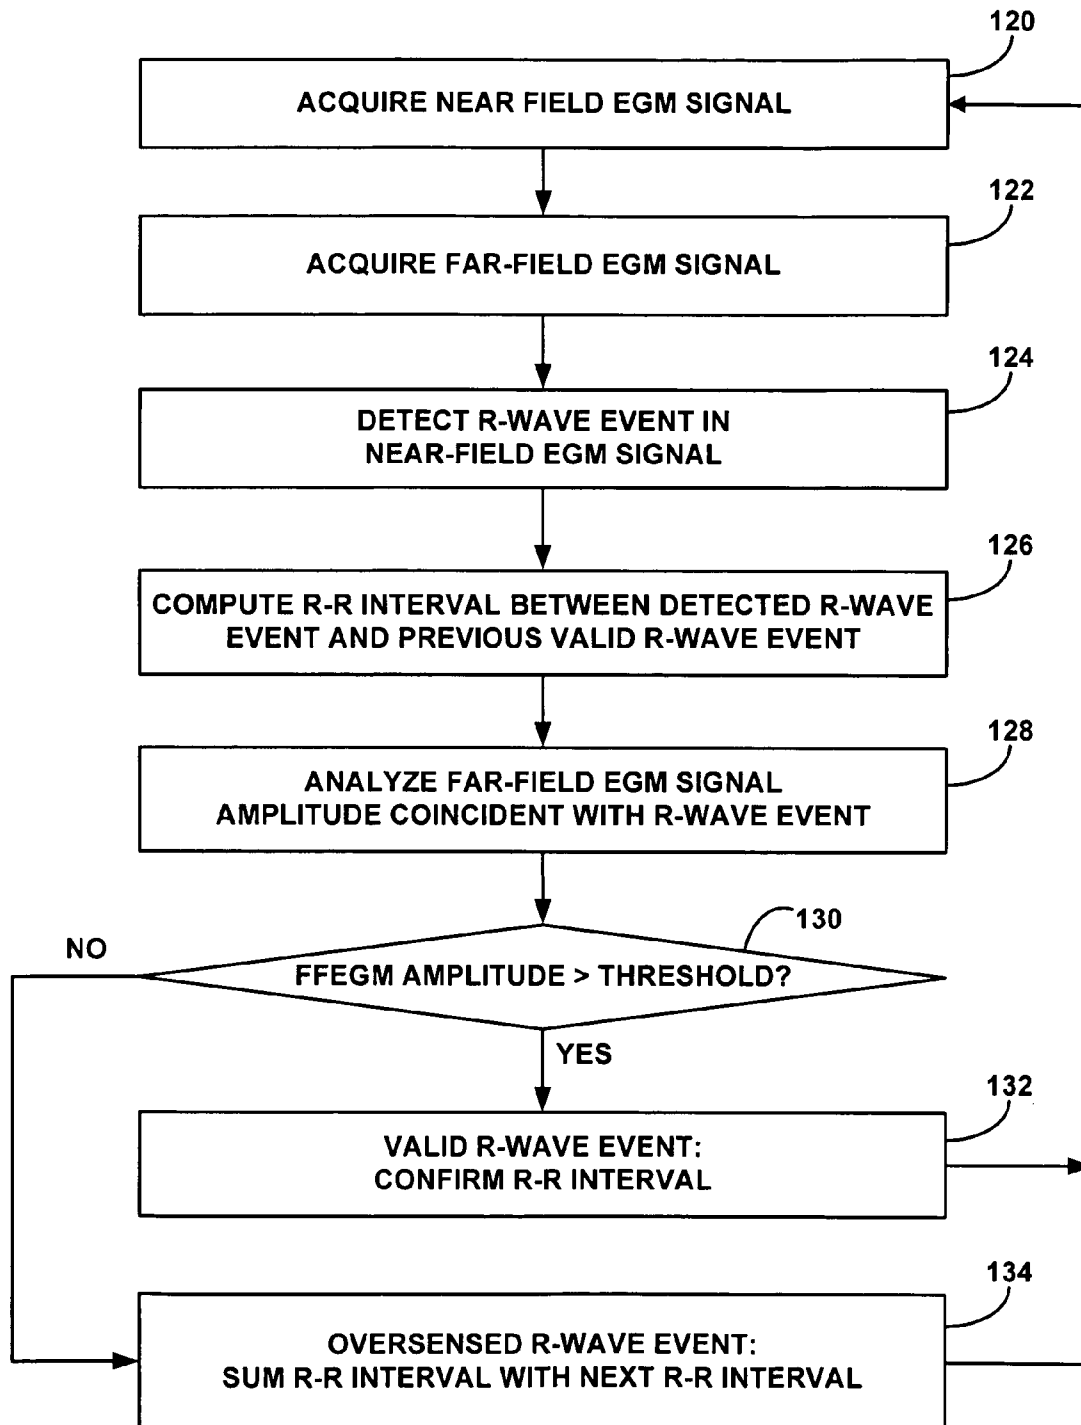 120
ACQUIRE NEAR FIELD EGM SIGNAL
122
ACQUIRE FAR-FIELD EGM SIGNAL
124
DETECT R-WAVE EVENT IN
NEAR-FIELD EGM SIGNAL
126
COMPUTE R-R INTERVAL BETWEEN DETECTED R-WAVE
EVENT AND PREVIOUS VALID R-WAVE EVENT
128
ANALYZE FAR-FIELD EGM SIGNAL
AMPLITUDE COINCIDENT WITH R-WAVE EVENT
130
NO
FFEGM AMPLITUDE > THRESHOLD?
YES
132
VALID R-WAVE EVENT:
CONFIRM R-R INTERVAL
134
OVERSENSED R-WAVE EVENT:
SUM R-R INTERVAL WITH NEXT R-R INTERVAL